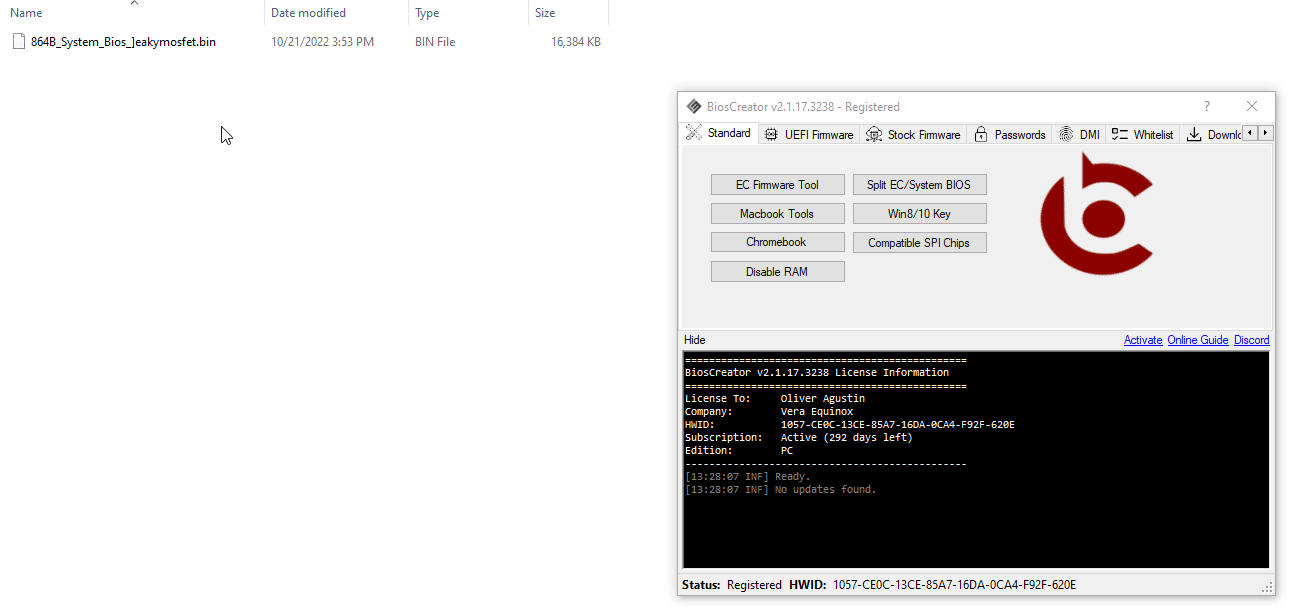 Name Date modified Type Size
864B_System_Bios_]eakymosfet.bin 10/21/2022 3:53 PM BIN File 16,384 KB
BiosCreator v2.1.17.3238 - Registered ?
Standard UEFI Firmware Stock Firmware Passwords DMI Whitelist Downlc
EC Firmware Tool Split EC/System BIOS
Macbook Tools Win8/10 Key
Chromebook Compatible SPI Chips
Disable RAM
Hide Activate Online Guide Discord
===============================================
BiosCreator v2.1.17.3238 License Information
===============================================
License To: Oliver Agustin
Company: Vera Equinox
HWID: 1057-CE0C-13CE-85A7-16DA-0CA4-F92F-620E
Subscription: Active (292 days left)
Edition: PC
-----------------------------------------------
[13:28:07 INF] Ready.
[13:28:07 INF] No updates found.
Status: Registered HWID: 1057-CE0C-13CE-85A7-16DA-0CA4-F92F-620E